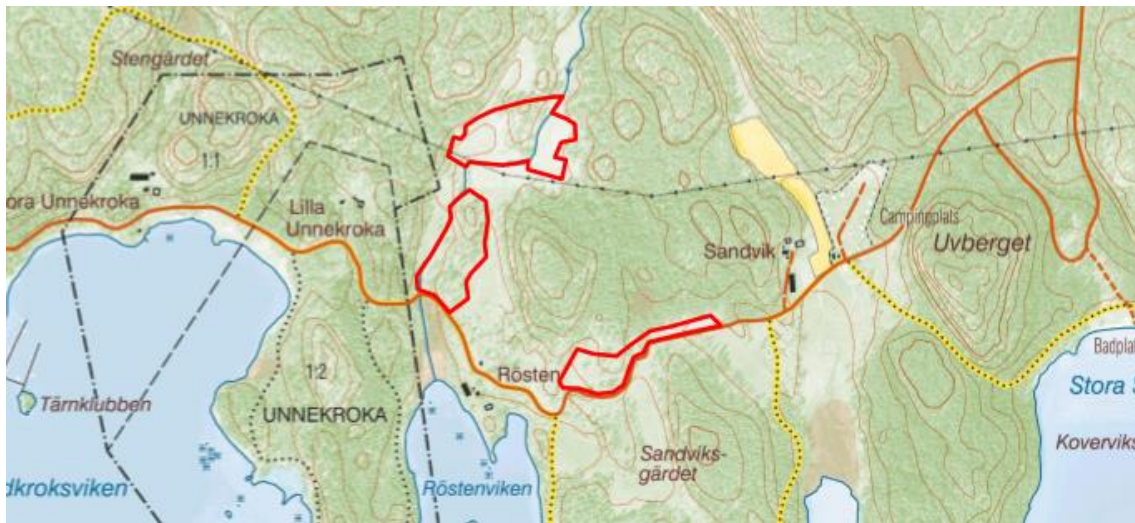 Stengärdet
UNNEKROKA
1:1
ora Unnekroka
Lilla
Unnekroka
Campingplats
Uvberget
Sandvik
Badpla
Rösten
1:2
Stora
Tärnklubben
UNNEKROKA
Sandviks-
gärdet
Koverviks
dkroksviken
Röstenviken